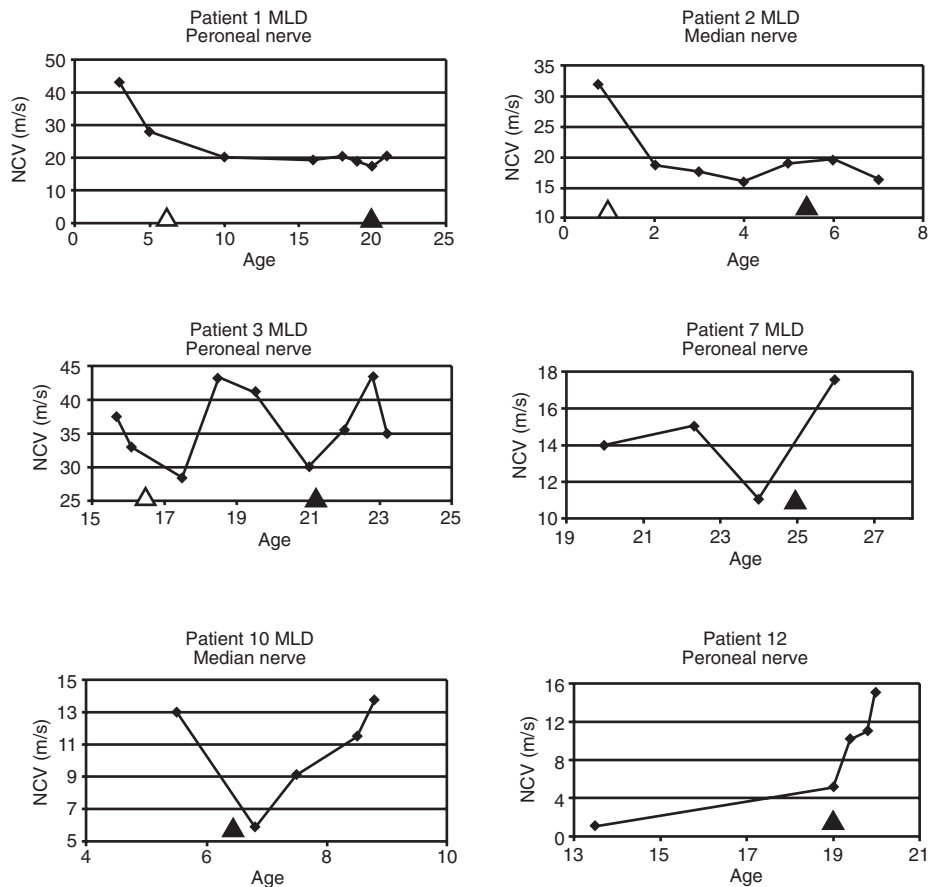 Patient 1 MLD
Peroneal nerve
NCV (m/s)
50
40
30
20
10
0
0 5 10 15 20 25
Age
Patient 2 MLD
Median nerve
NCV (m/s)
35
30
25
20
15
10
0 2 4 6 8
Age
Patient 3 MLD
Peroneal nerve
NCV (m/s)
45
40
35
30
25
15 17 19 21 23 25
Age
Patient 7 MLD
Peroneal nerve
NCV (m/s)
18
16
14
12
10
19 21 23 25 27
Age
Patient 10 MLD
Median nerve
NCV (m/s)
15
13
11
9
7
5
4 6 8 10
Age
Patient 12
Peroneal nerve
NCV (m/s)
16
12
8
4
0
13 15 17 19 21
Age